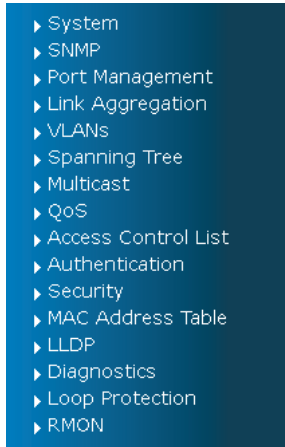 System
SNMP
Port Management
Link Aggregation
VLANs
Spanning Tree
Multicast
QoS
Access Control List
Authentication
Security
MAC Address Table
LLDP
Diagnostics
Loop Protection
RMON